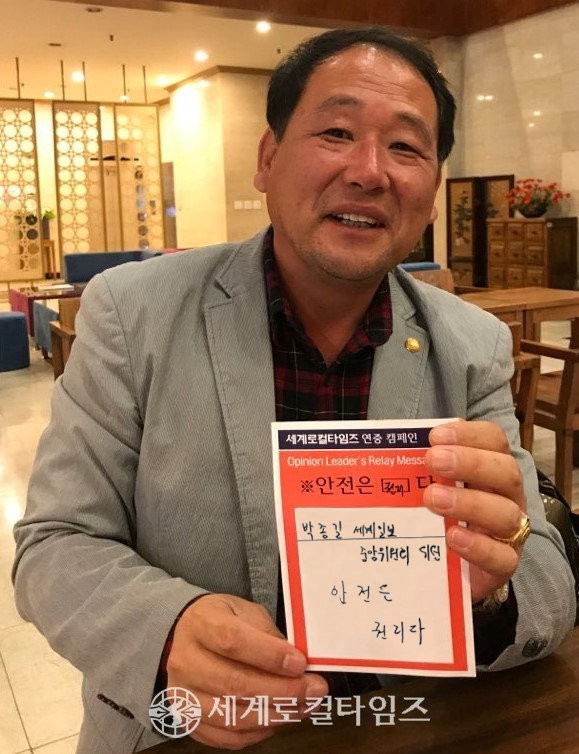 세계로컬타임즈 연중 캠페인
Opinion Leader's Relay Messa
※안전은 [권리] 다
박종길 세계일보
중앙위원회 위원
안전은
권리다
세계로컬타임즈